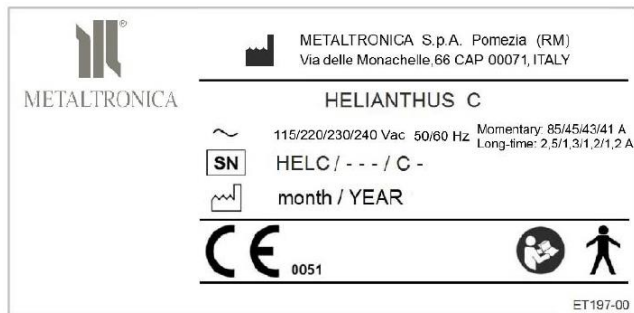 METALTRONICA S.p.A. Pomezia (RM)
Via delle Monachelle,66 CAP 00071, ITALY
METALTRONICA
HELIANTHUS C
115/220/230/240 Vac 50/60 Hz
Momentary: 85/45/43/41 A
Long-time: 2,5/1,3/1,2/1,2 A
SN HELC / - - - / C -
month / YEAR
CE 0051
ET197-00